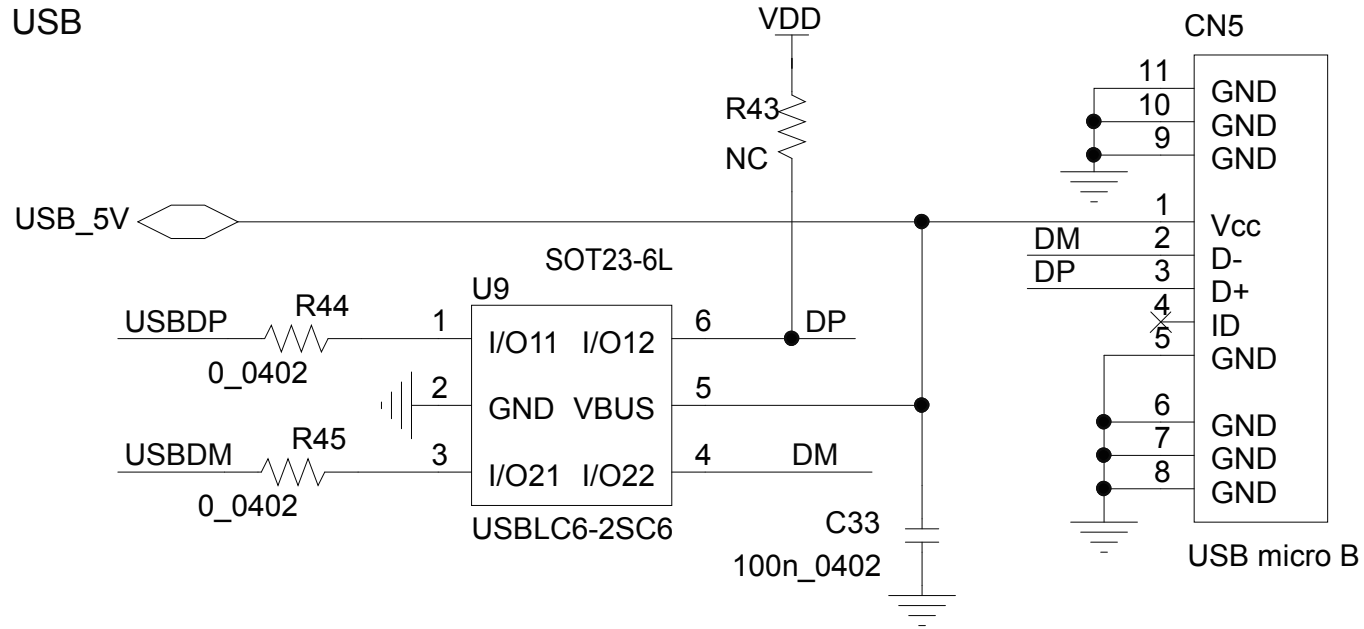 USB
VDD
CN5
R43
NC
11
GND
10
GND
9
GND
USB_5V
1
Vcc
DM
2
D-
DP
3
D+
4
ID
5
GND
6
GND
7
GND
8
GND
USB micro B
SOT23-6L
U9
USBDP
R44
0_0402
1
I/O11
I/O12
6
DP
2
GND
VBUS
5
USBDM
R45
0_0402
3
I/O21
I/O22
4
DM
USBLC6-2SC6
C33
100n_0402